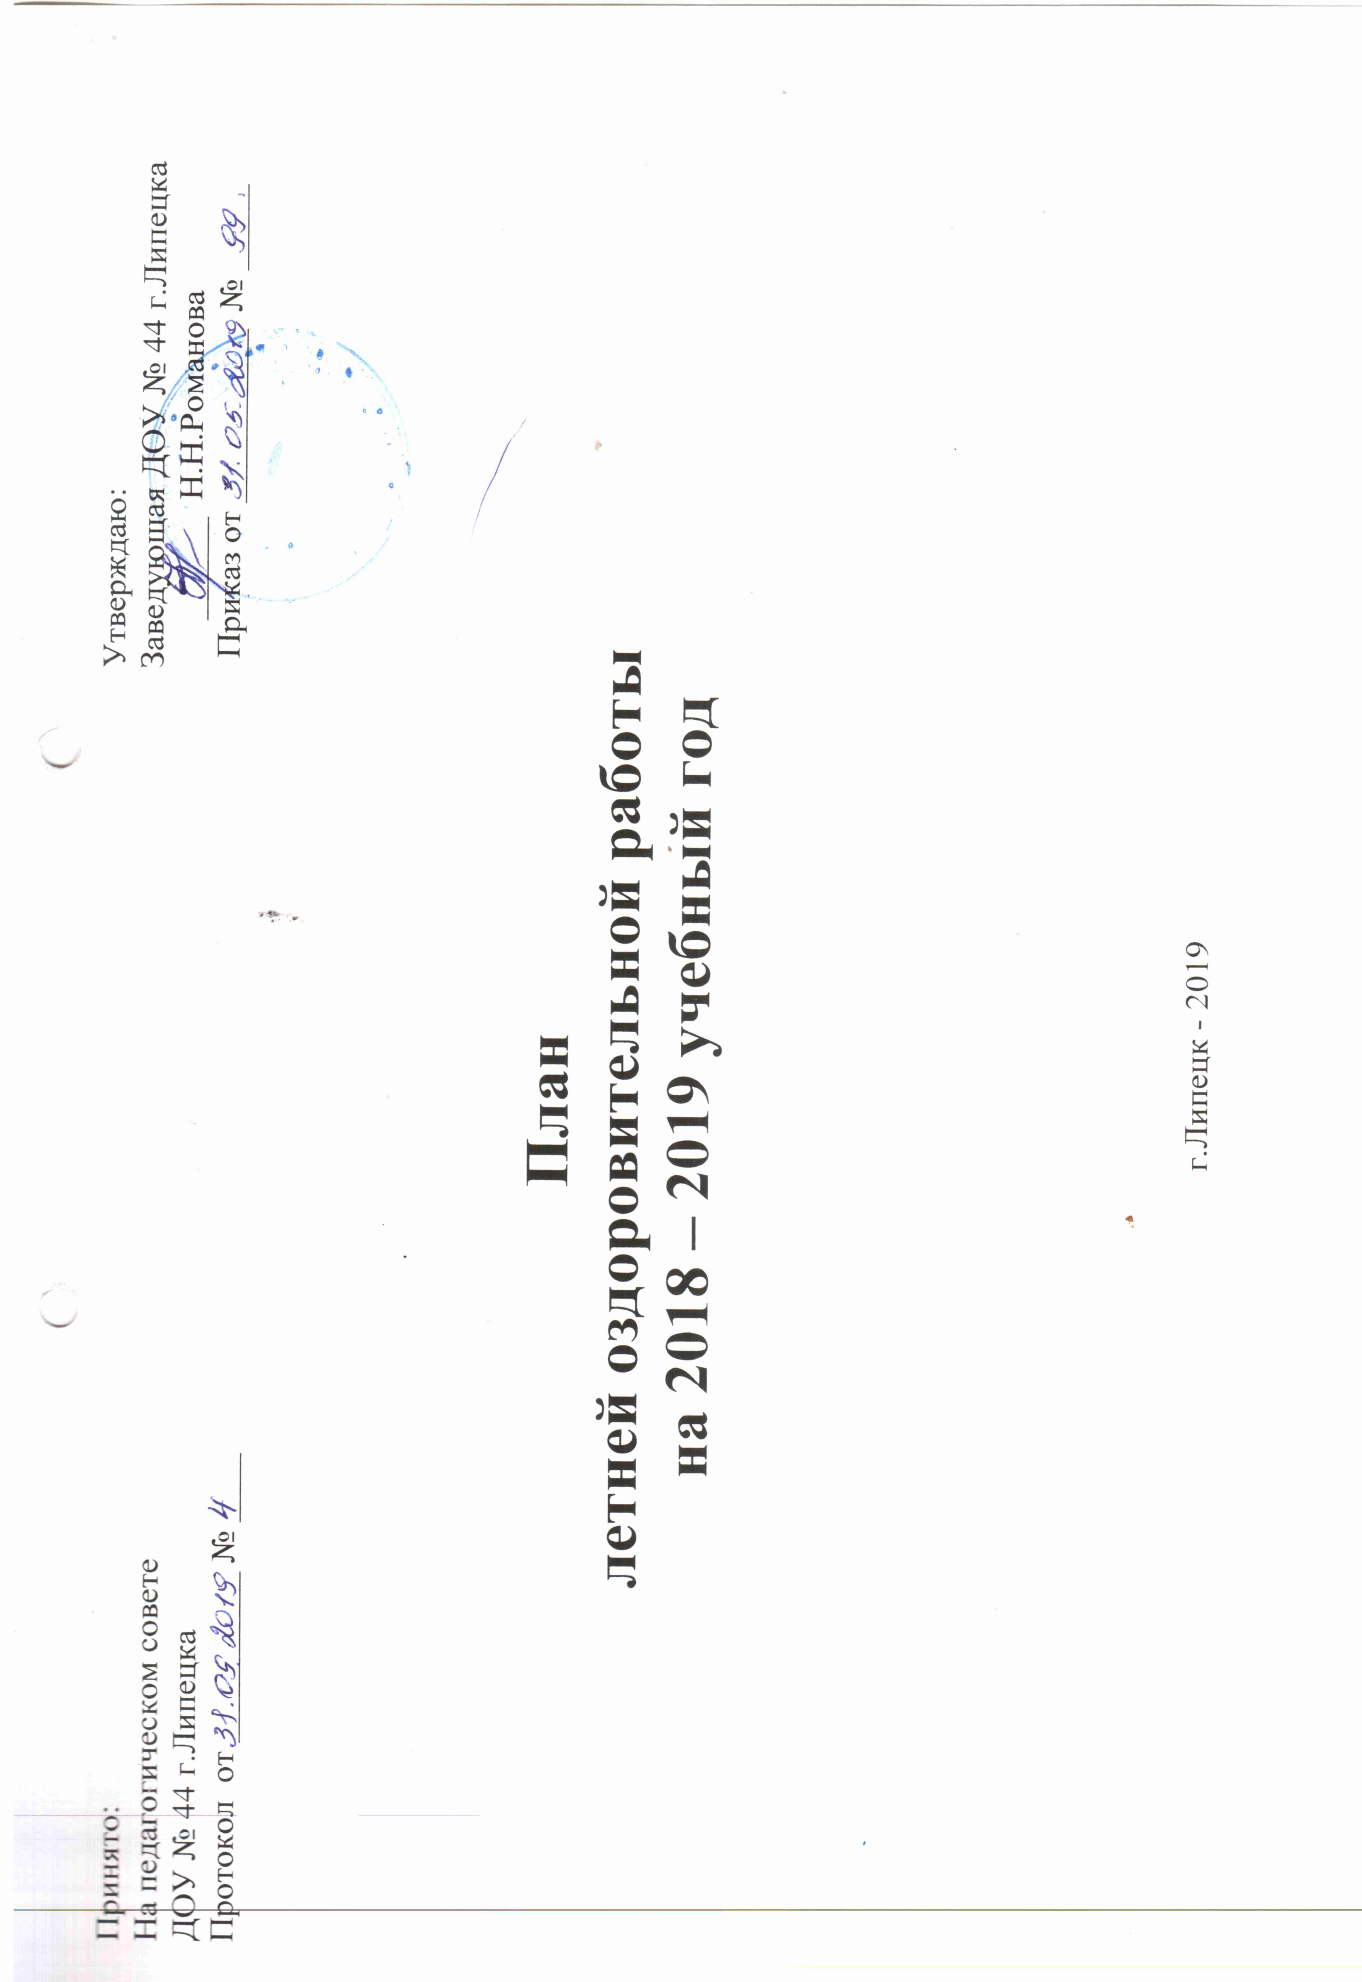 Принято:
На педагогическом совете
ДОУ № 44 г.Липецка
Протокол от 31.05 2019 № 4
Утверждаю:
Заведующая ДОУ № 44 г.Липецка
Н.Н.Романова
Приказ от 31.05.2019 № 99.
План
летней оздоровительной работы
на 2018 – 2019 учебный год
г.Липецк - 2019